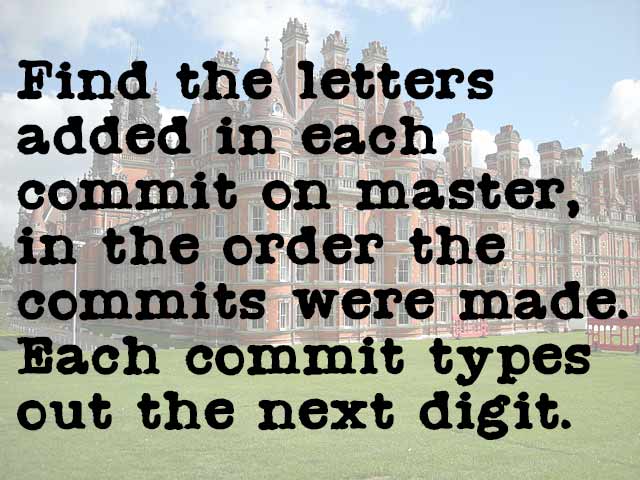 Find the letters
added in each
commit on master,
in the order the
commits were made.
Each commit types
out the next digit.